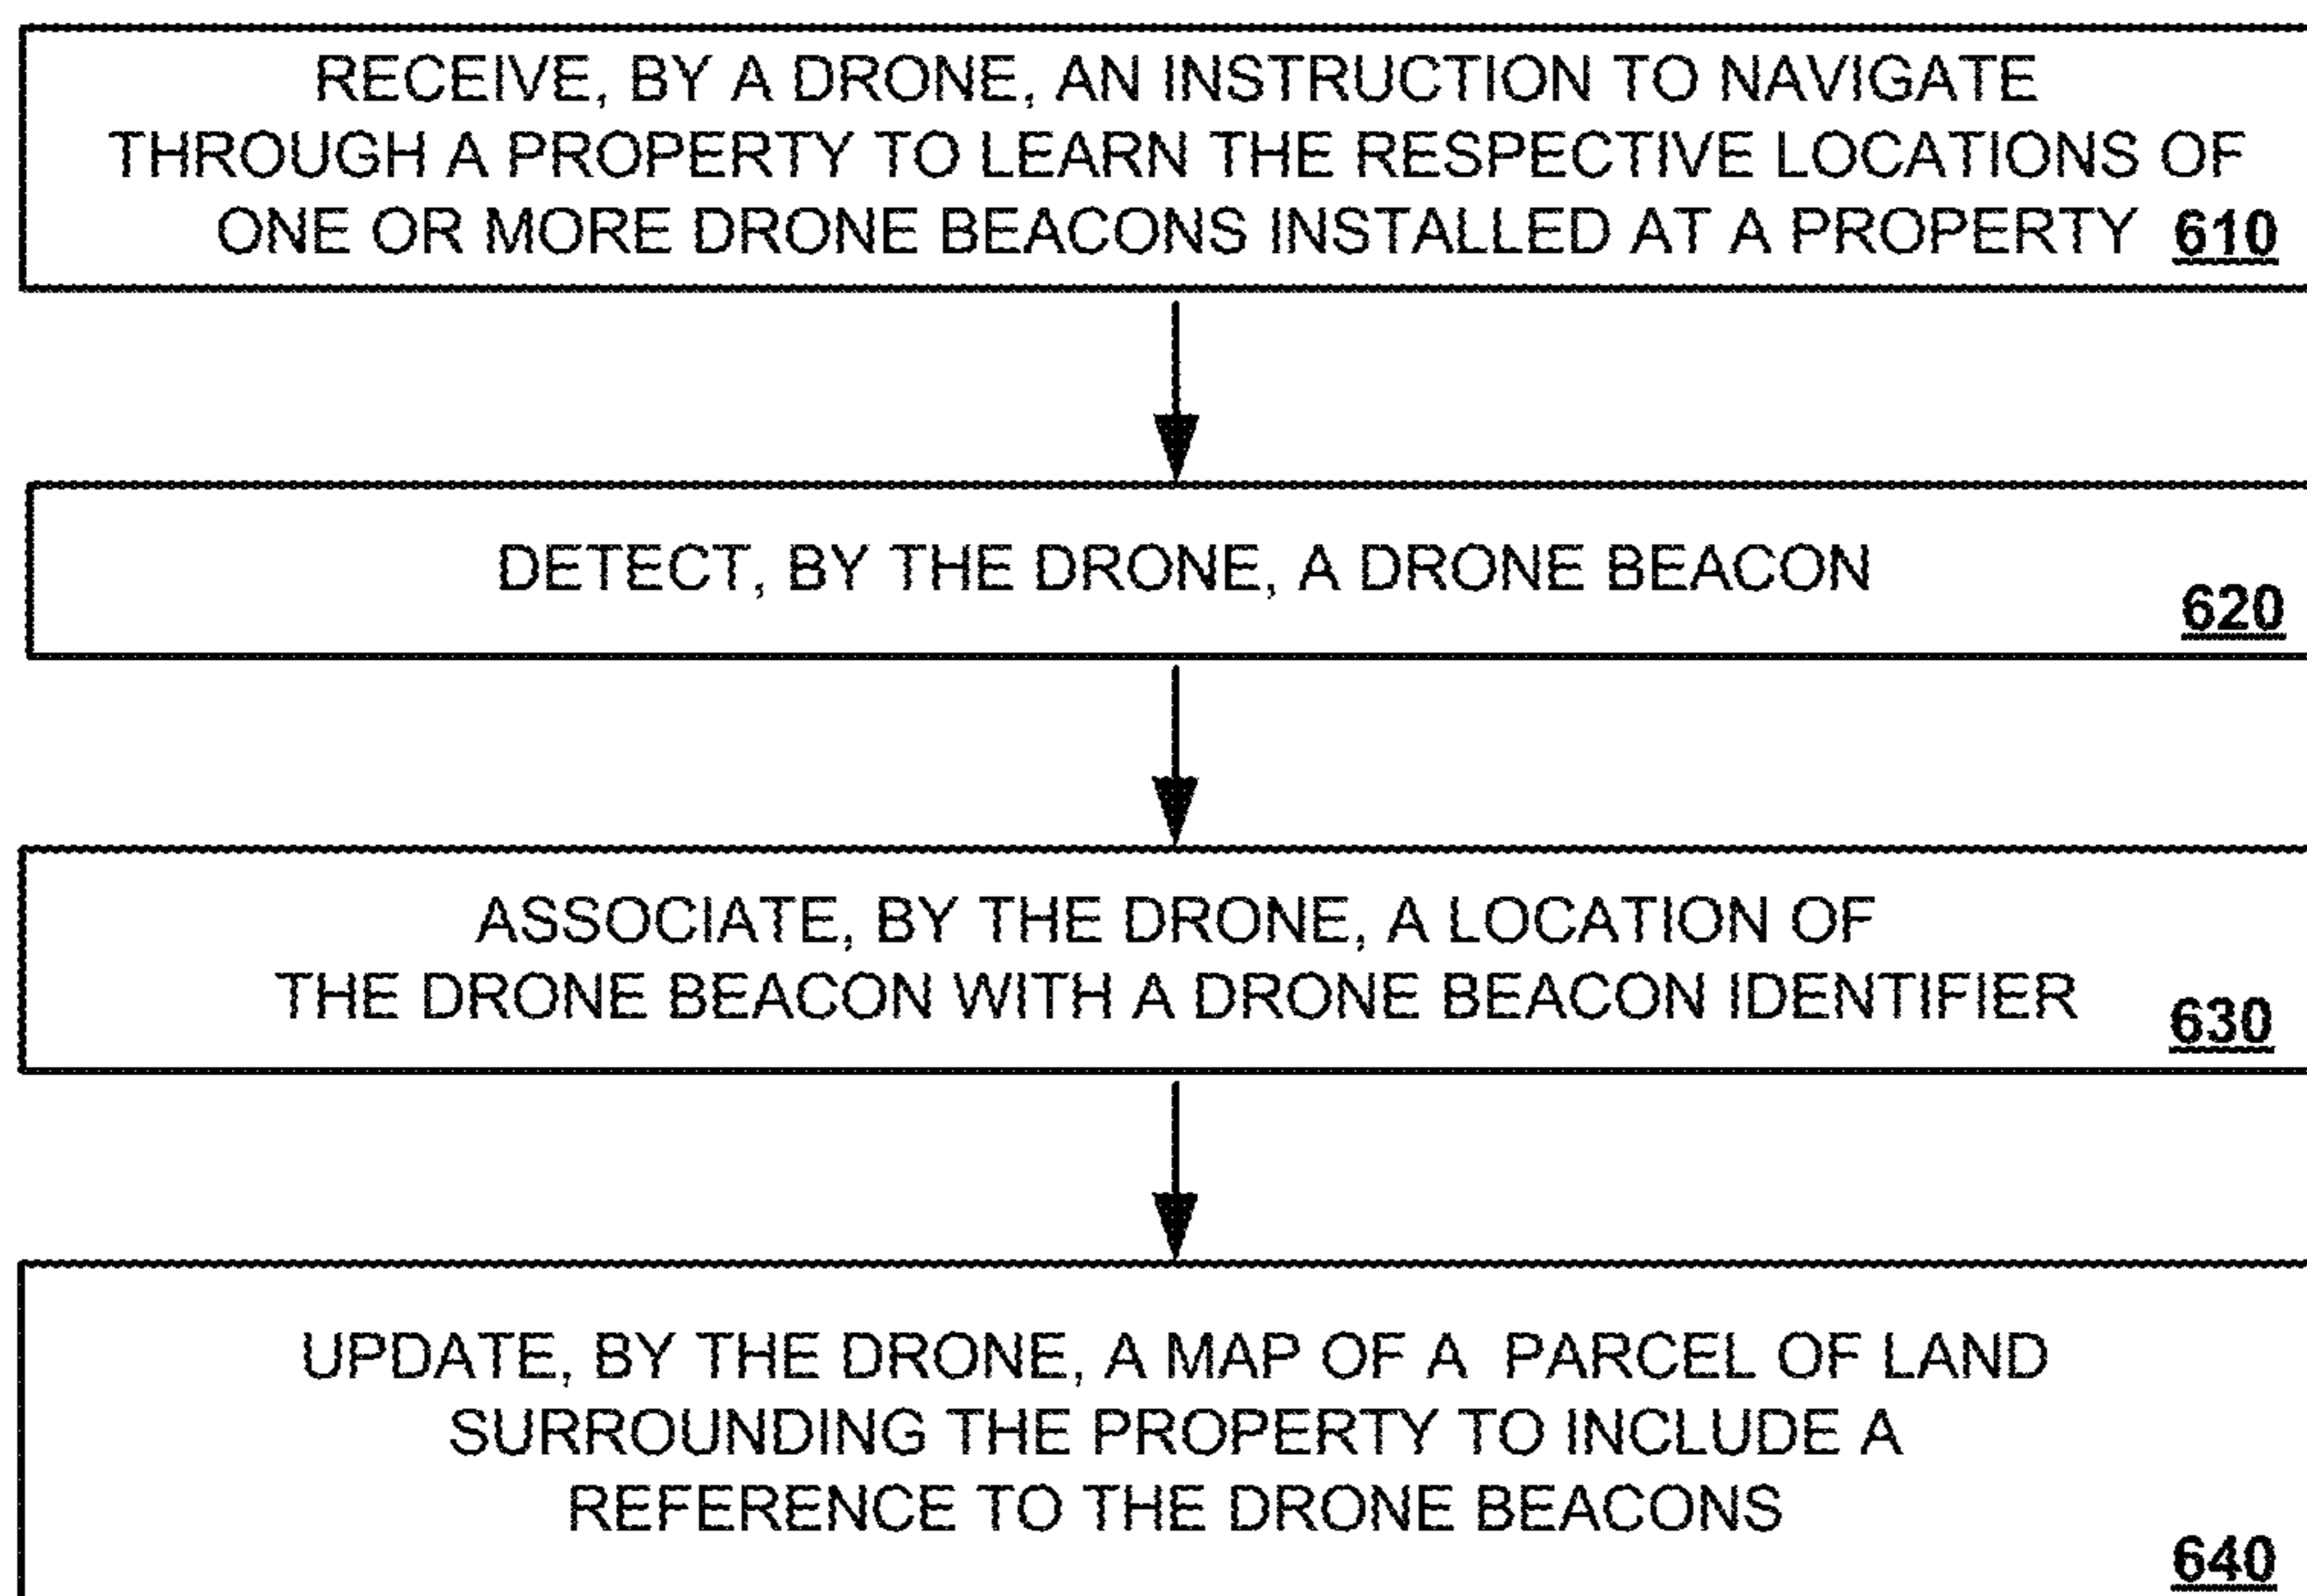 RECEIVE, BY A DRONE, AN INSTRUCTION TO NAVIGATE
THROUGH A PROPERTY TO LEARN THE RESPECTIVE LOCATIONS OF
ONE OR MORE DRONE BEACONS INSTALLED AT A PROPERTY 610
DETECT, BY THE DRONE, A DRONE BEACON
620
ASSOCIATE, BY THE DRONE, A LOCATION OF
THE DRONE BEACON WITH A DRONE BEACON IDENTIFIER
630
UPDATE, BY THE DRONE, A MAP OF A PARCEL OF LAND
SURROUNDING THE PROPERTY TO INCLUDE A
REFERENCE TO THE DRONE BEACONS
640